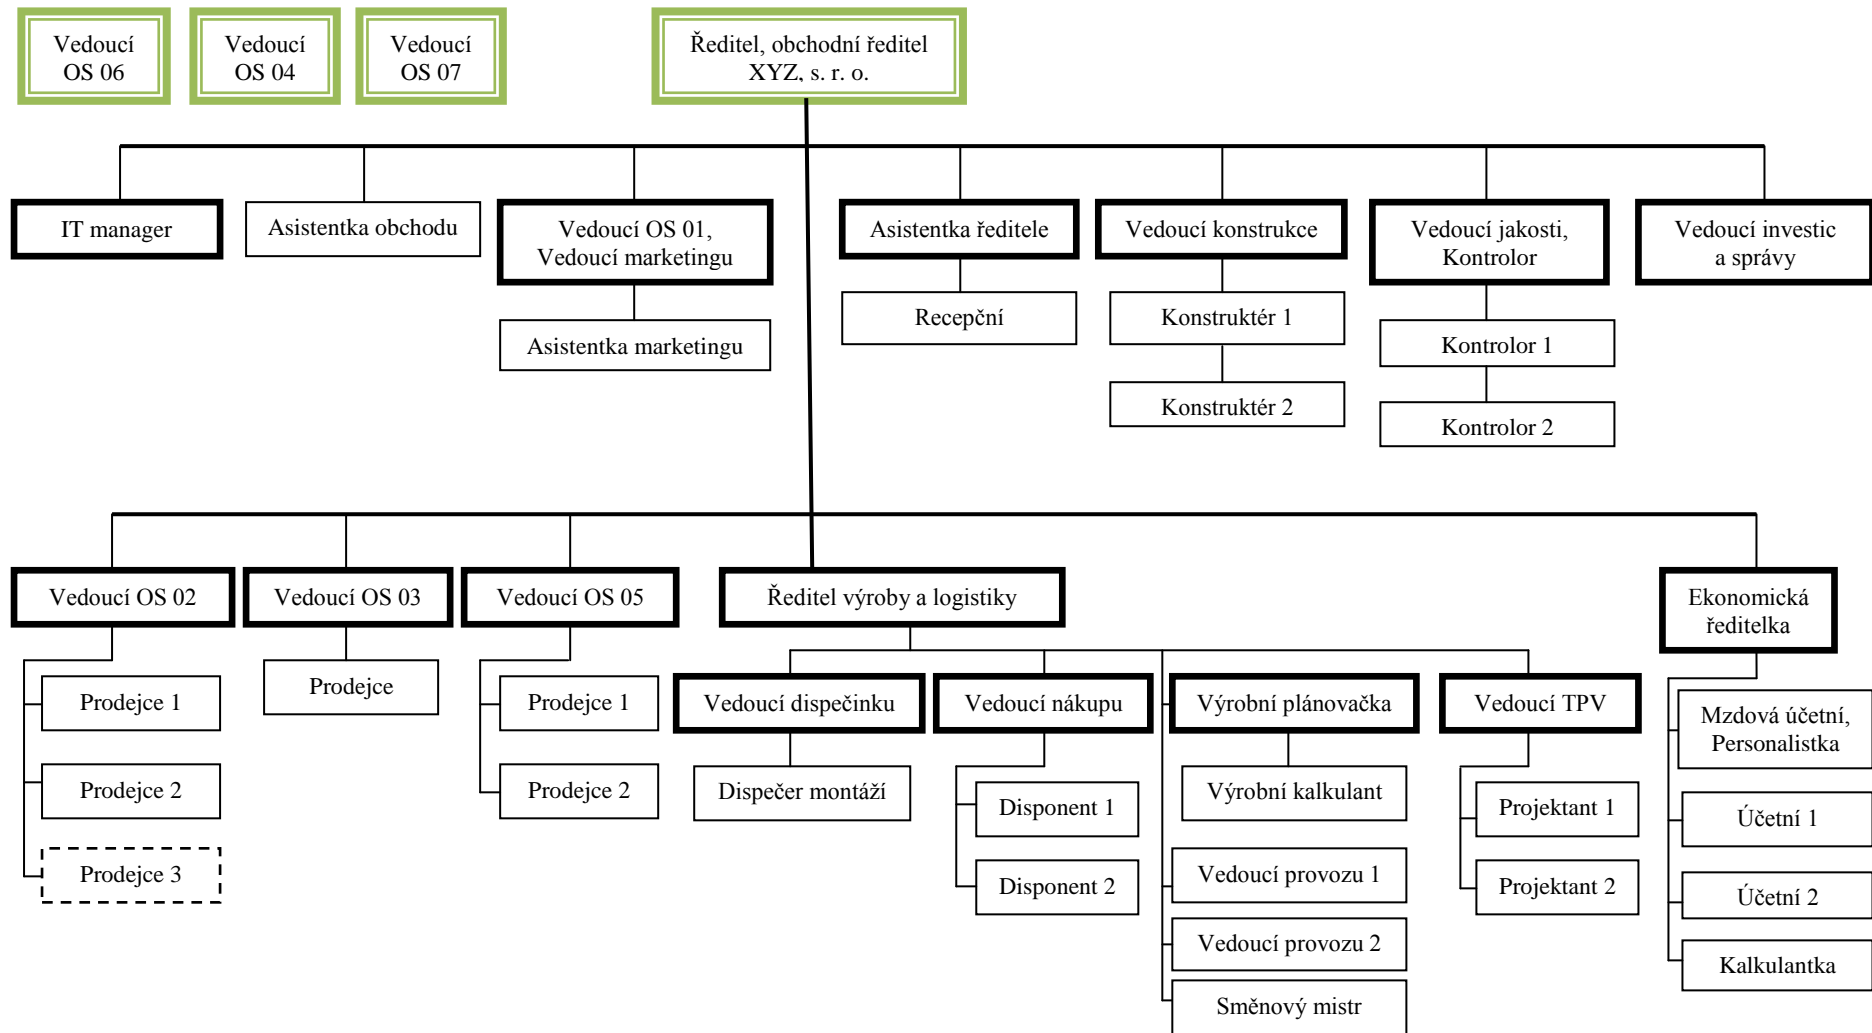 Vedoucí
OS 06
Vedoucí
OS 04
Vedoucí
OS 07
Ředitel, obchodní ředitel
XYZ, s. r. o.
IT manager
Asistentka obchodu
Vedoucí OS 01,
Vedoucí marketingu
Asistentka ředitele
Vedoucí konstrukce
Vedoucí jakosti,
Kontrolor
Vedoucí investic
a správy
Asistentka marketingu
Recepční
Konstruktér 1
Konstruktér 2
Kontrolor 1
Kontrolor 2
Vedoucí OS 02
Vedoucí OS 03
Vedoucí OS 05
Ředitel výroby a logistiky
Ekonomická
ředitelka
Prodejce 1
Prodejce 2
Prodejce 3
Prodejce
Prodejce 1
Prodejce 2
Vedoucí dispečinku
Vedoucí nákupu
Výrobní plánovačka
Vedoucí TPV
Dispečer montáží
Disponent 1
Disponent 2
Výrobní kalkulant
Vedoucí provozu 1
Vedoucí provozu 2
Směnový mistr
Projektant 1
Projektant 2
Mzdová účetní,
Personalistka
Účetní 1
Účetní 2
Kalkulantka